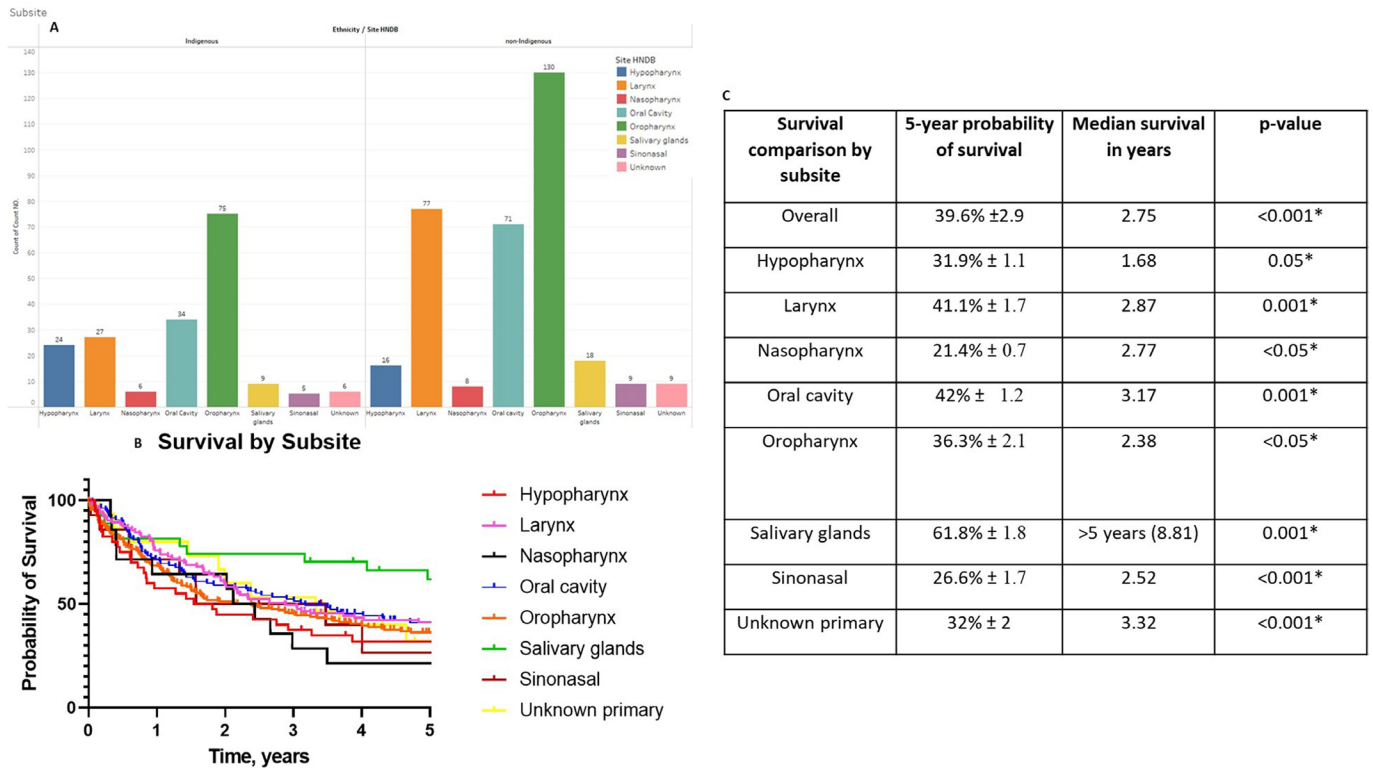 Subsite
A
Ethnicity / Site HNDB
Indigenous
non-Indigenous
140
130
120
110
100
90
80
70
60
50
40
30
20
10
0
Count of Count NO.
24
27
6
34
75
9
5
6
16
77
8
71
130
18
9
9
Hypopharynx
Larynx
Nasopharynx
Oral Cavity
Oropharynx
Salivary
glands
Sinonasal
Unknown
Hypopharynx
Larynx
Nasopharynx
Oral cavity
Oropharynx
Salivary
glands
Sinonasal
Unknown
Site HNDB
Hypopharynx
Larynx
Nasopharynx
Oral Cavity
Oropharynx
Salivary glands
Sinonasal
Unknown
B Survival by Subsite
Probability of Survival
100
50
0
0 1 2 3 4 5
Time, years
Hypopharynx
Larynx
Nasopharynx
Oral cavity
Oropharynx
Salivary glands
Sinonasal
Unknown primary
C
Survival comparison by subsite 5-year probability of survival Median survival in years p-value
Overall 39.6% ±2.9 2.75 <0.001*
Hypopharynx 31.9% ± 1.1 1.68 0.05*
Larynx 41.1% ± 1.7 2.87 0.001*
Nasopharynx 21.4% ± 0.7 2.77 <0.05*
Oral cavity 42% ± 1.2 3.17 0.001*
Oropharynx 36.3% ± 2.1 2.38 <0.05*
Salivary glands 61.8% ± 1.8 >5 years (8.81) 0.001*
Sinonasal 26.6% ± 1.7 2.52 <0.001*
Unknown primary 32% ± 2 3.32 <0.001*